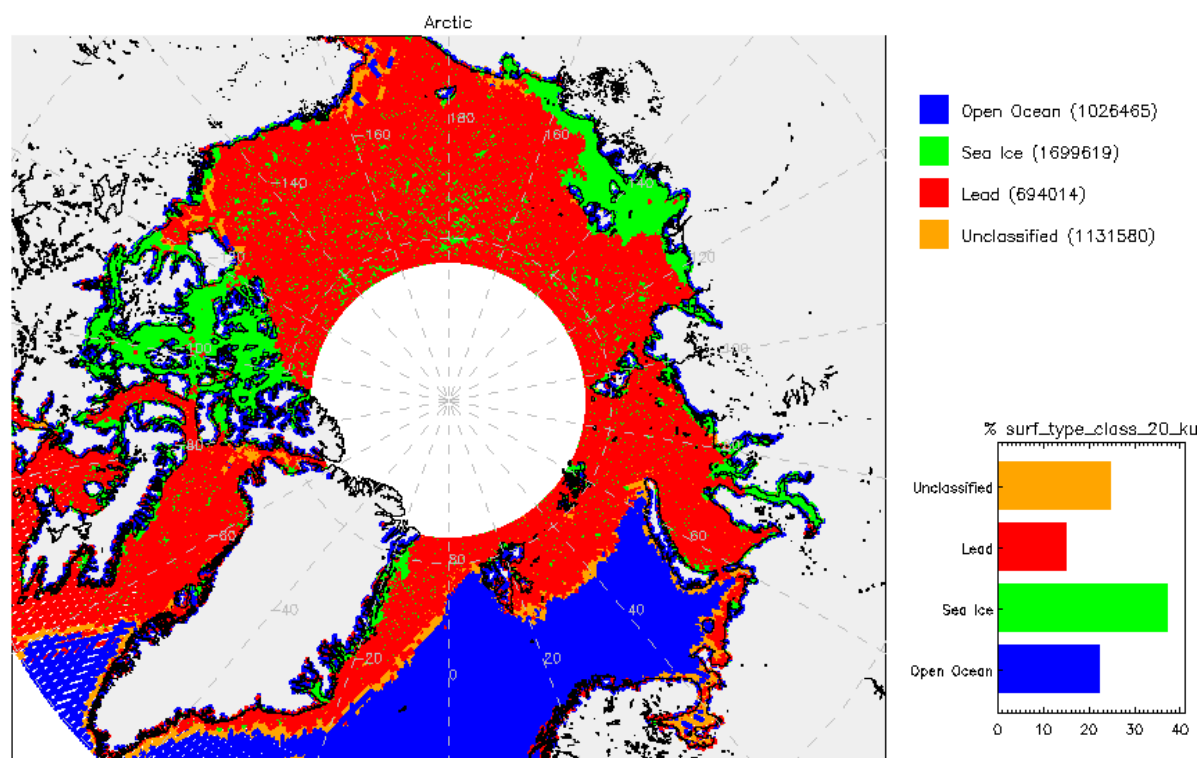 Arctic
Open Ocean (1026465)
Sea Ice (1699619)
Lead (694014)
Unclassified (1131580)
180
-160
160
-140
140
-120
120
-100
100
-80
-60
60
80
-40
40
-20
20
0
% surf_type_class_20_ku
Unclassified
Lead
Sea Ice
Open Ocean
0 10 20 30 40